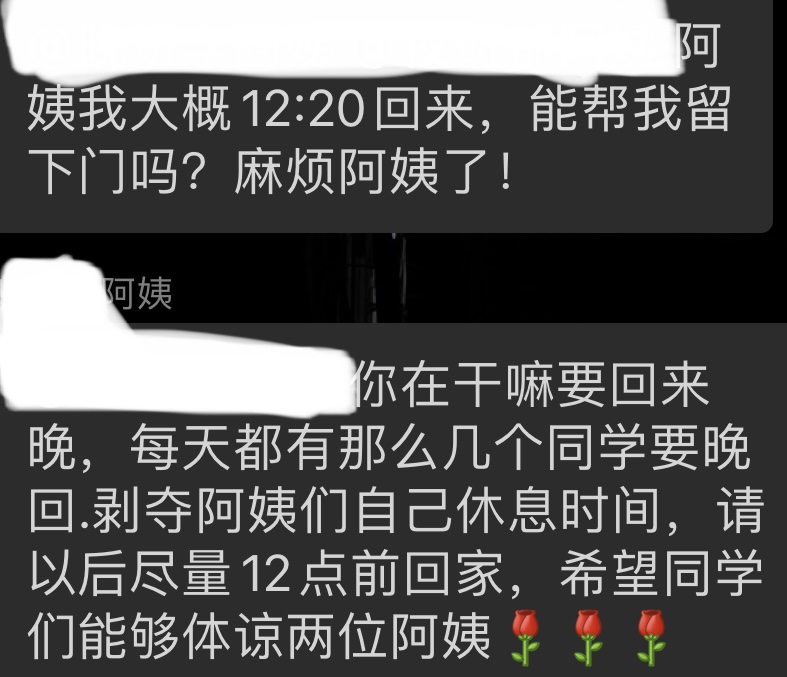 阿
姨我大概12:20回来，能帮我留
下门吗？麻烦阿姨了！
阿姨
你在干嘛要回来
晚，每天都有那么几个同学要晚
回.剥夺阿姨们自己休息时间，请
以后尽量12点前回家，希望同学
们能够体谅两位阿姨🌹🌹🌹